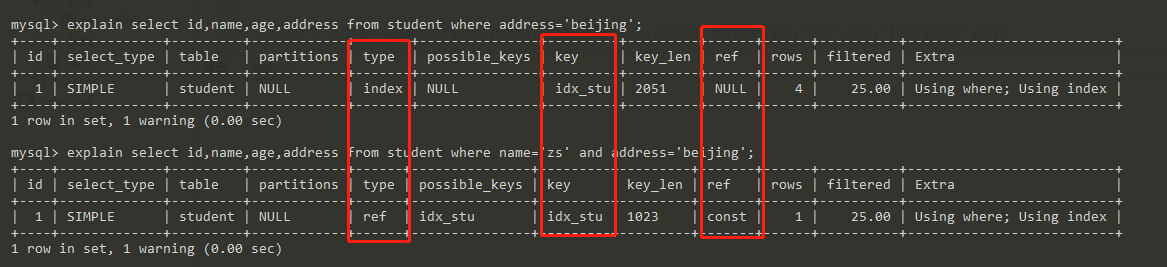 mysql> explain select id,name,age,address from student where address='beijing';
+----+-------------+---------+------------+-------+---------------+---------+---------+------+------+----------+--------------------------+
| id | select_type | table | partitions | type | possible_keys | key | key_len | ref | rows | filtered | Extra |
+----+-------------+---------+------------+-------+---------------+---------+---------+------+------+----------+--------------------------+
| 1 | SIMPLE | student | NULL | index | NULL | idx_stu | 2051 | NULL | 4 | 25.00 | Using where; Using index |
+----+-------------+---------+------------+-------+---------------+---------+---------+------+------+----------+--------------------------+
1 row in set, 1 warning (0.00 sec)
mysql> explain select id,name,age,address from student where name='zs' and address='beijing';
+----+-------------+---------+------------+------+---------------+---------+---------+-------+------+----------+--------------------------+
| id | select_type | table | partitions | type | possible_keys | key | key_len | ref | rows | filtered | Extra |
+----+-------------+---------+------------+------+---------------+---------+---------+-------+------+----------+--------------------------+
| 1 | SIMPLE | student | NULL | ref | idx_stu | idx_stu | 1023 | const | 1 | 25.00 | Using where; Using index |
+----+-------------+---------+------------+------+---------------+---------+---------+-------+------+----------+--------------------------+
1 row in set, 1 warning (0.00 sec)